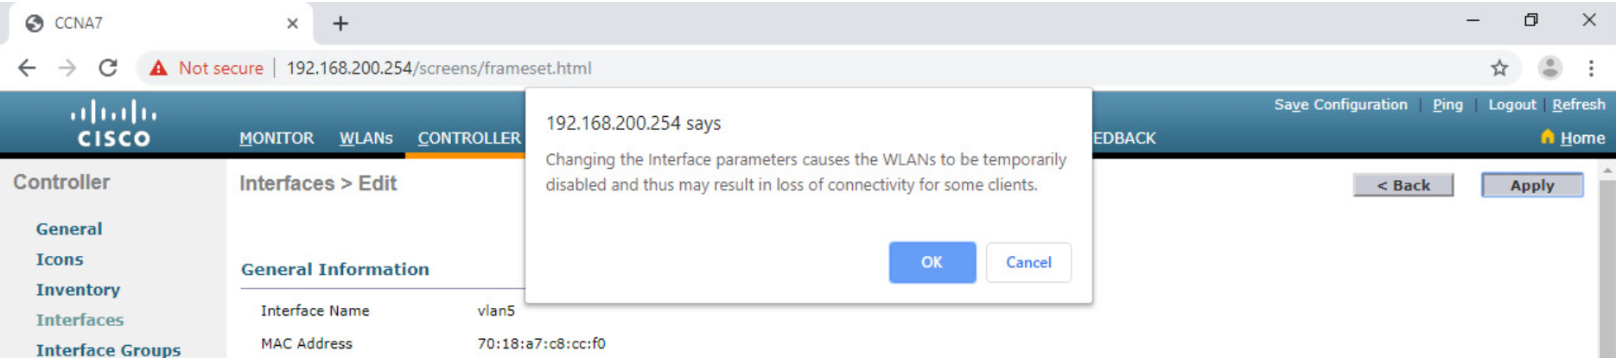 CCNA7
Not secure | 192.168.200.254/screens/frameset.html
Save Configuration | Ping | Logout | Refresh
CISCO
MONITOR WLANs CONTROLLER EDBACK Home
192.168.200.254 says
Changing the Interface parameters causes the WLANs to be temporarily
disabled and thus may result in loss of connectivity for some clients.
OK Cancel
Controller
General
Icons
Inventory
Interfaces
Interface Groups
Interfaces > Edit
< Back Apply
General Information
Interface Name vlan5
MAC Address 70:18:a7:c8:cc:f0